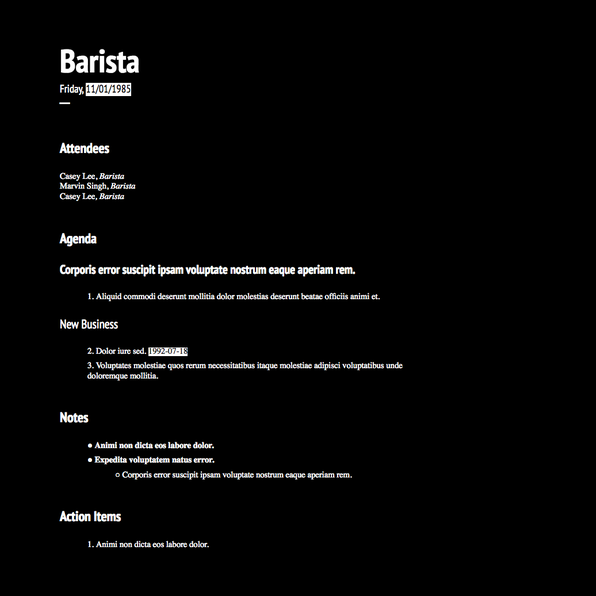 Barista
Friday, 11/01/1985
Attendees
Casey Lee, Barista
Marvin Singh, Barista
Casey Lee, Barista
Agenda
Corporis error suscipit ipsam voluptate nostrum eaque aperiam rem.
1. Aliquid commodi deserunt mollitia dolor molestias deserunt beatae officiis animi et.
New Business
2. Dolor iure sed. 1992-07-18
3. Voluptates molestiae quos rerum necessitatibus itaque molestiae adipisci voluptatibus unde
doloremque mollitia.
Notes
● Animi non dicta eos labore dolor.
● Expedita voluptatem natus error.
○ Corporis error suscipit ipsam voluptate nostrum eaque aperiam rem.
Action Items
1. Animi non dicta eos labore dolor.